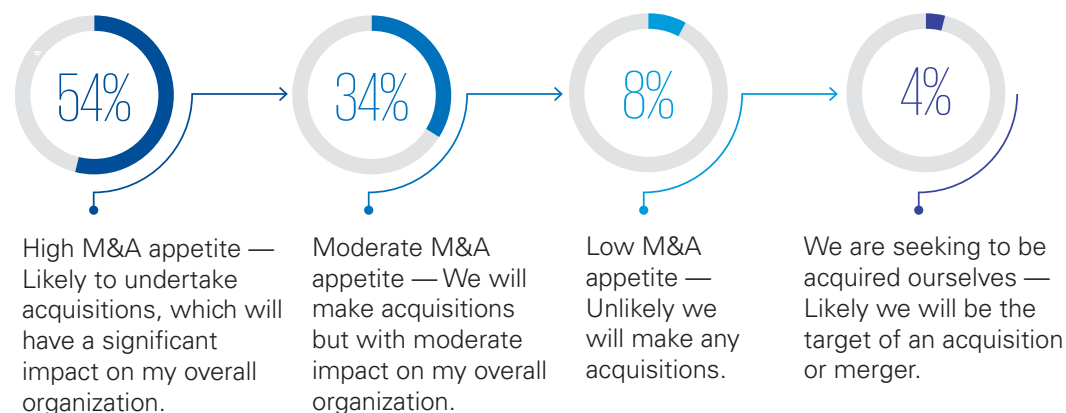 54%
34%
8%
4%
High M&A appetite —
Likely to undertake
acquisitions, which will
have a significant
impact on my overall
organization.
Moderate M&A
appetite — We will
make acquisitions
but with moderate
impact on my overall
organization.
Low M&A
appetite —
Unlikely we
will make any
acquisitions.
We are seeking to be
acquired ourselves —
Likely we will be the
target of an acquisition
or merger.